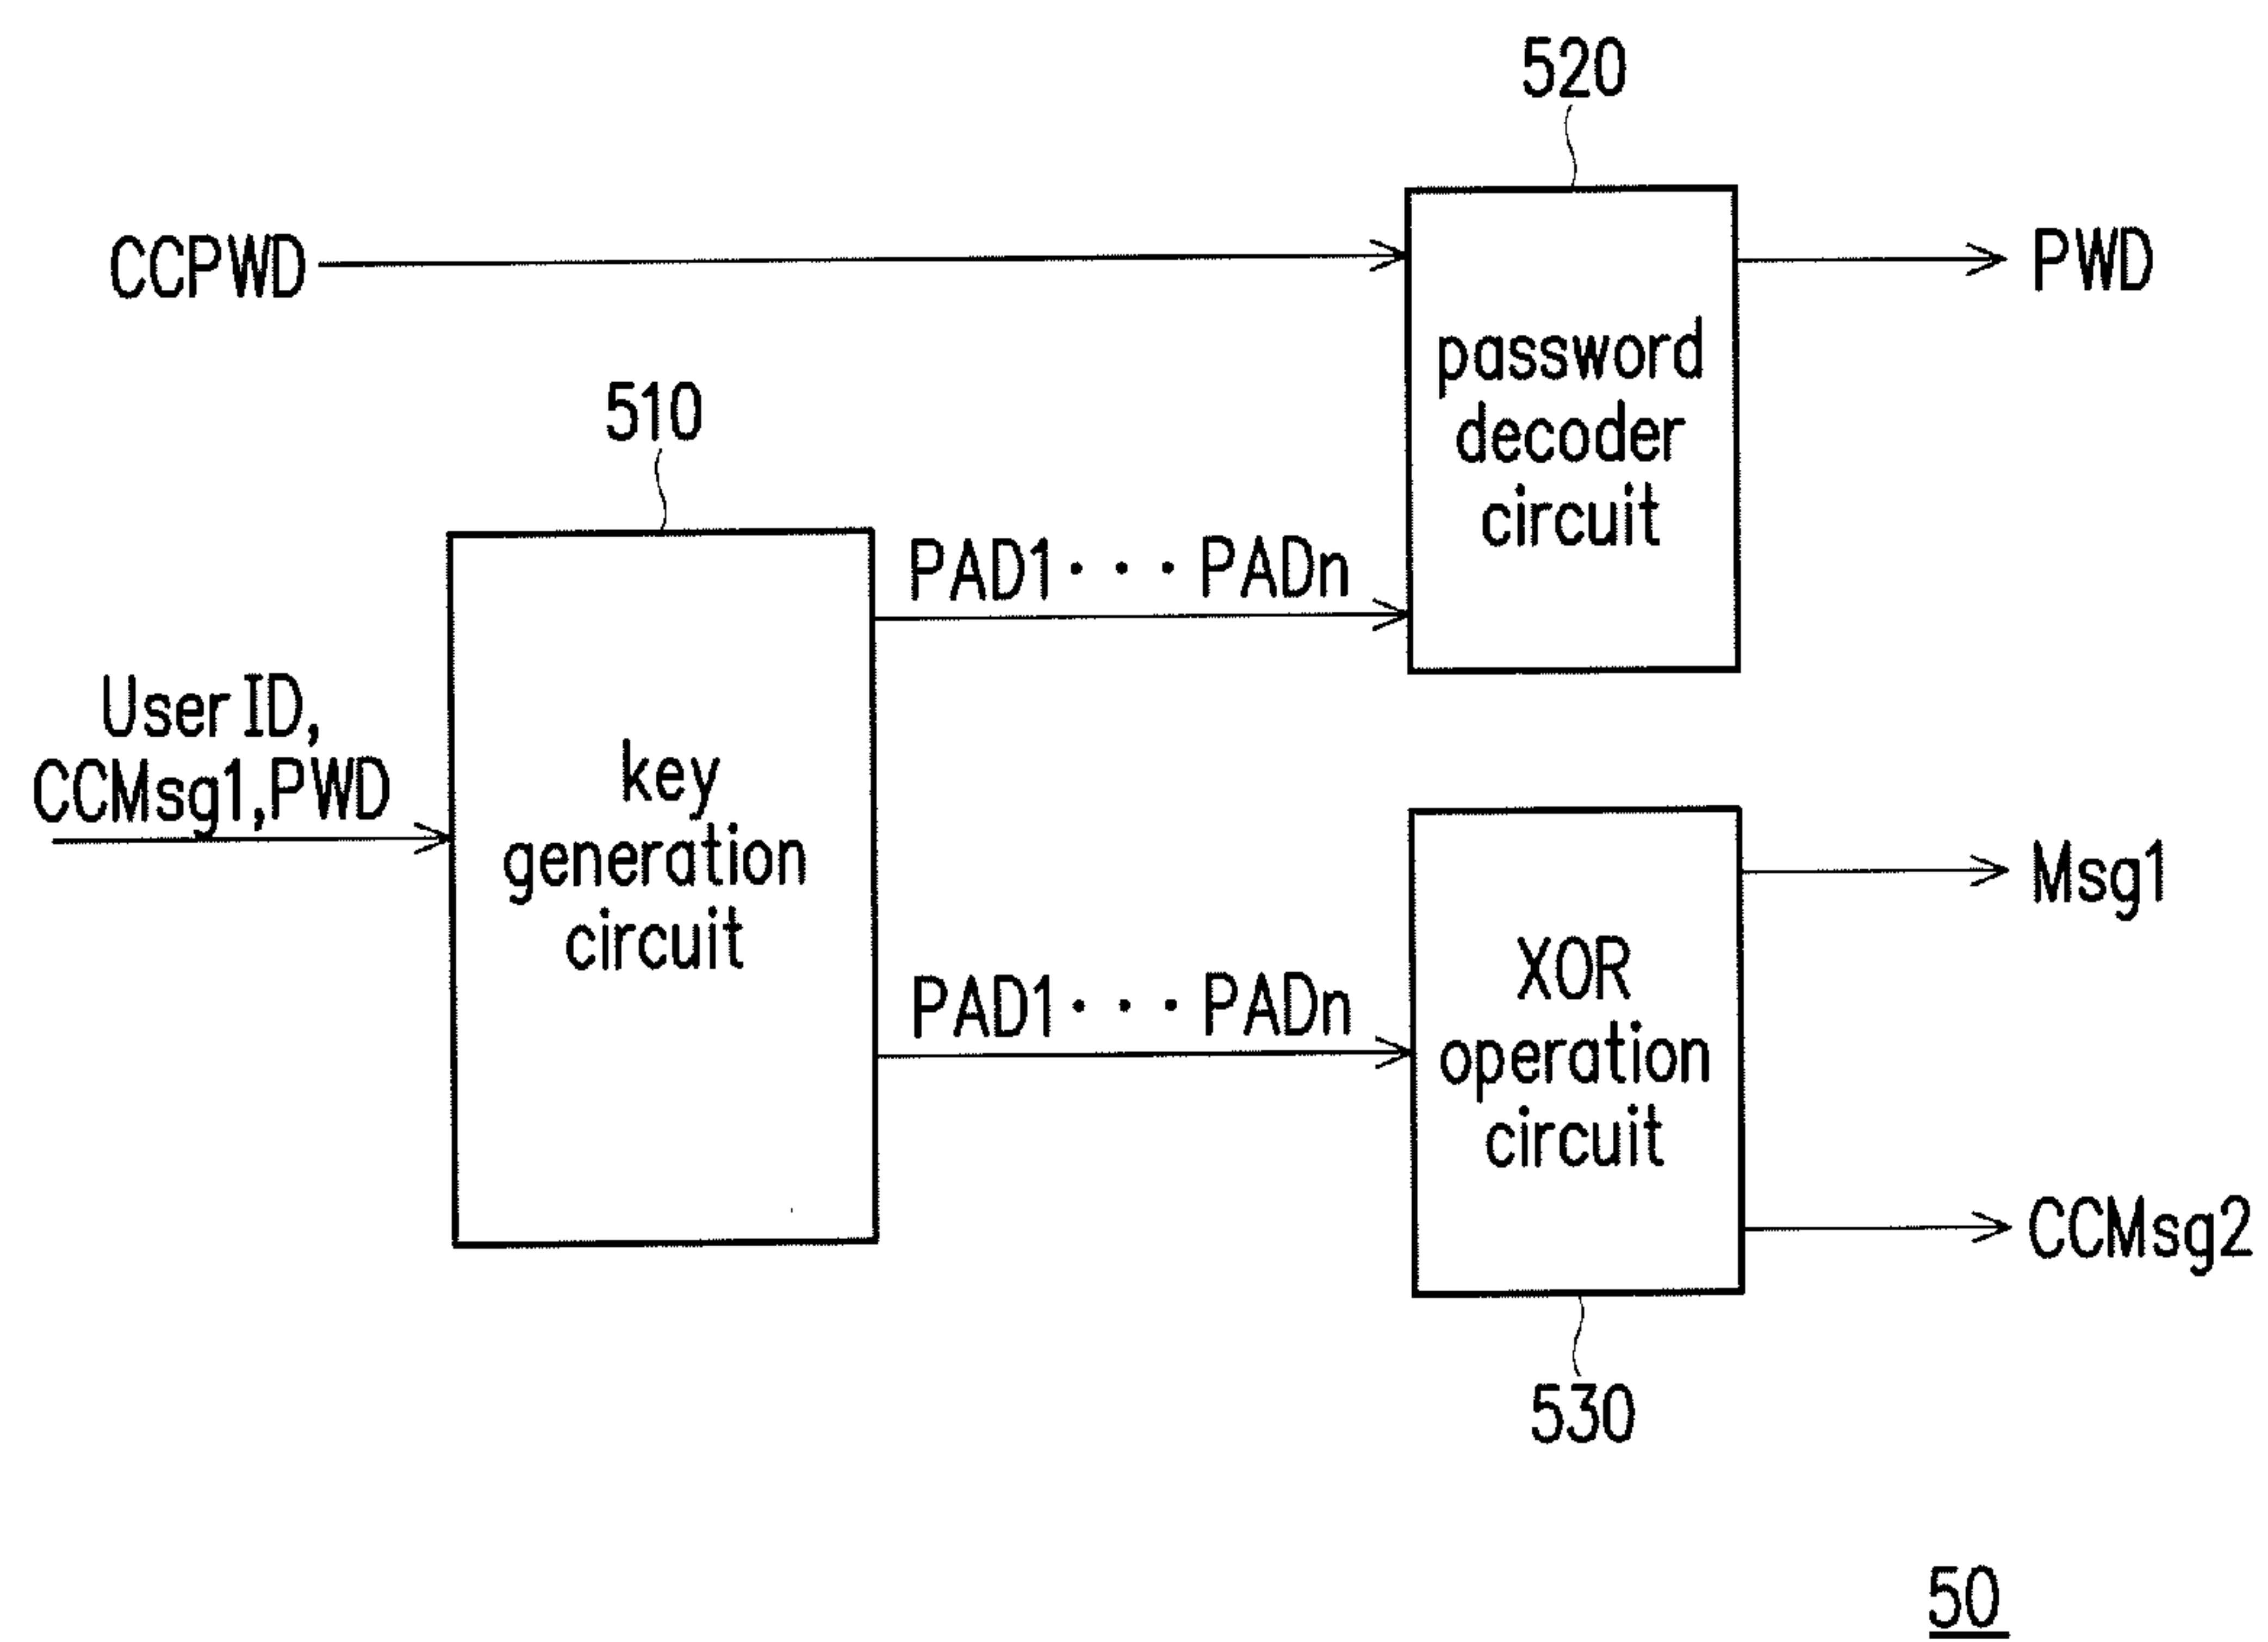 520
CCPWD
PWD
password
decoder
circuit
510
PAD1 · · · PADn
User ID,
CCMsg1,PWD
key
generation
circuit
PAD1 · · · PADn
Msg1
XOR
operation
circuit
CCMsg2
530
50